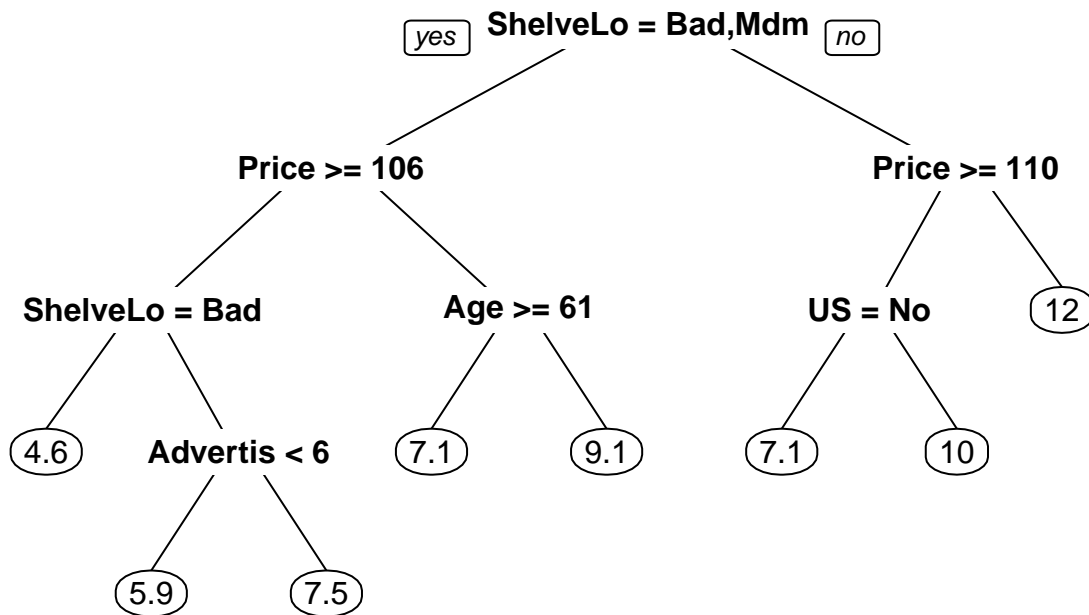 yes ShelveLo = Bad,Mdm no
Price >= 106 Price >= 110
ShelveLo = Bad Age >= 61 US = No 12
4.6 Advertis < 6 7.1 9.1 7.1 10
5.9 7.5